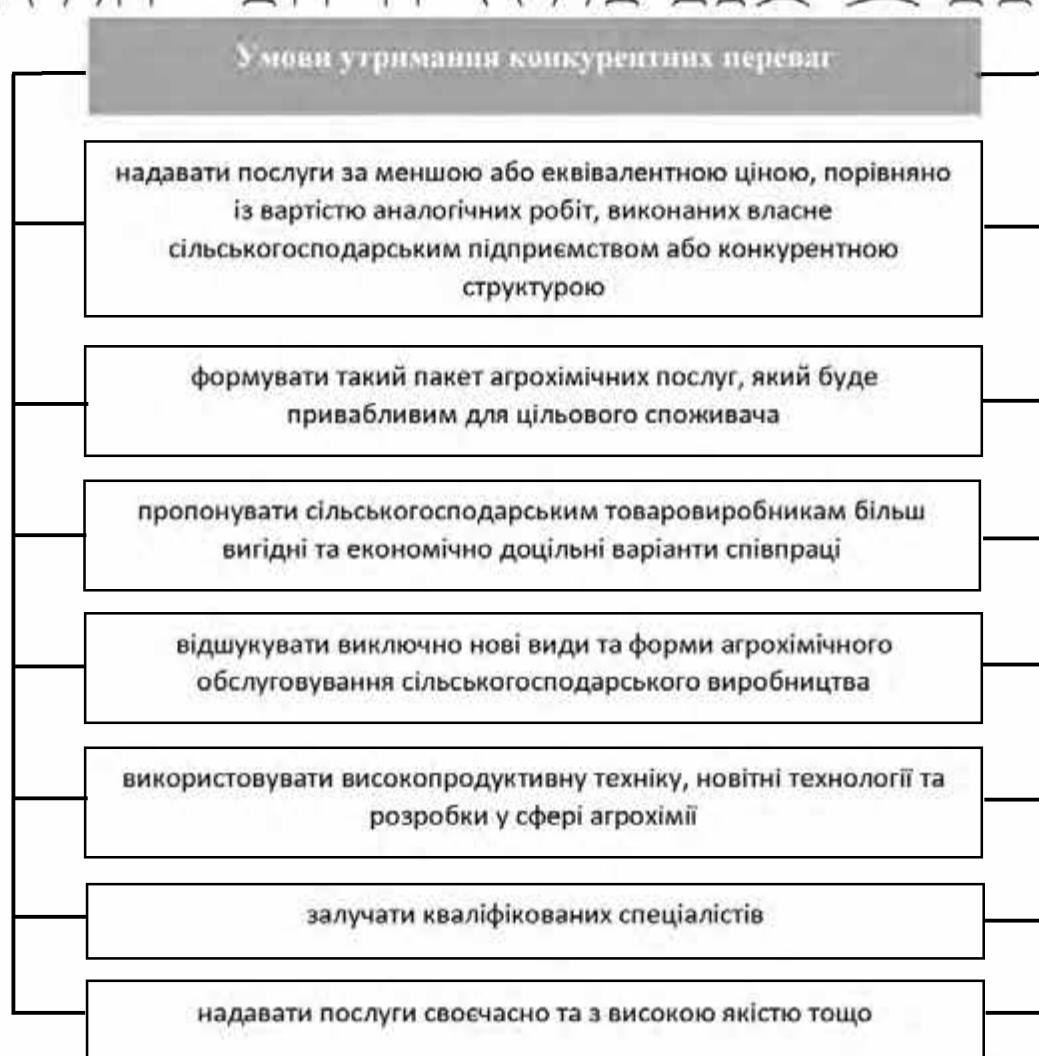 Умови утримання конкурентних переваг
надавати послуги за меншою або еквівалентною ціною, порівняно
із вартістю аналогічних робіт, виконаних власне
сільськогосподарським підприємством або конкурентною
структурою
формувати такий пакет агрохімічних послуг, який буде
привабливим для цільового споживача
пропонувати сільськогосподарським товаровиробникам більш
вигідні та економічно доцільні варіанти співпраці
відшукувати виключно нові види та форми агрохімічного
обслуговування сільськогосподарського виробництва
використовувати високопродуктивну техніку, новітні технології та
розробки у сфері агрохімії
залучати кваліфікованих спеціалістів
надавати послуги своєчасно та з високою якістю тощо